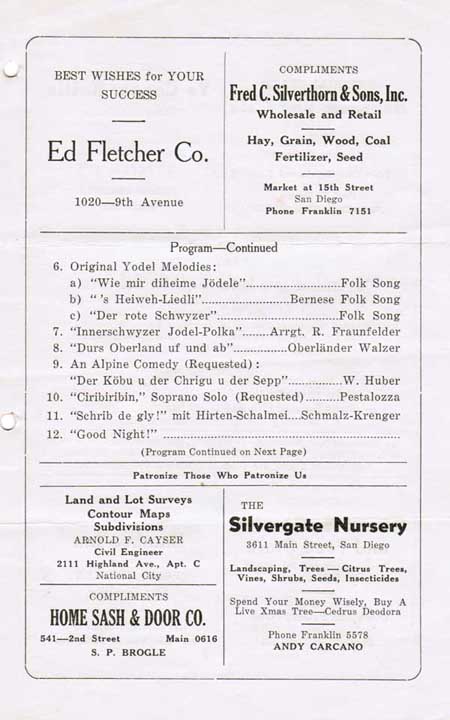 BEST WISHES for YOUR
SUCCESS
Ed Fletcher Co.
1020—9th Avenue
COMPLIMENTS
Fred C. Silverthorn & Sons, Inc.
Wholesale and Retail
Hay, Grain, Wood, Coal
Fertilizer, Seed
Market at 15th Street
San Diego
Phone Franklin 7151
Program—Continued
6. Original Yodel Melodies:
a) "Wie mir diheime Jödele"......................Folk Song
b) " 's Heiweh-Liedli"....................Bernese Folk Song
c) "Der rote Schwyzer"............................Folk Song
7. "Innerschwyzer Jodel-Polka".......Arrgt. R. Fraunfelder
8. "Durs Oberland uf und ab"..............Oberländer Walzer
9. An Alpine Comedy (Requested) :
"Der Köbu u der Chrigu u der Sepp".............W. Huber
10. "Ciribiribin," Soprano Solo (Requested)..........Pestalozza
11. "Schrib de gly!" mit Hirten-Schalmei....Schmalz-Krenger
12. "Good Night!" .......................................................
(Program Continued on Next Page)
Patronize Those Who Patronize Us
Land and Lot Surveys
Contour Maps
Subdivisions
ARNOLD F. CAYSER
Civil Engineer
2111 Highland Ave., Apt. C
National City
COMPLIMENTS
HOME SASH & DOOR CO.
541—2nd Street Main 0616
S. P. BROGLE
THE
Silvergate Nursery
3611 Main Street, San Diego
Landscaping, Trees — Citrus Trees,
Vines, Shrubs, Seeds, Insecticides
Spend Your Money Wisely, Buy A
Live Xmas Tree—Cedrus Deodora
Phone Franklin 5578
ANDY CARCANO